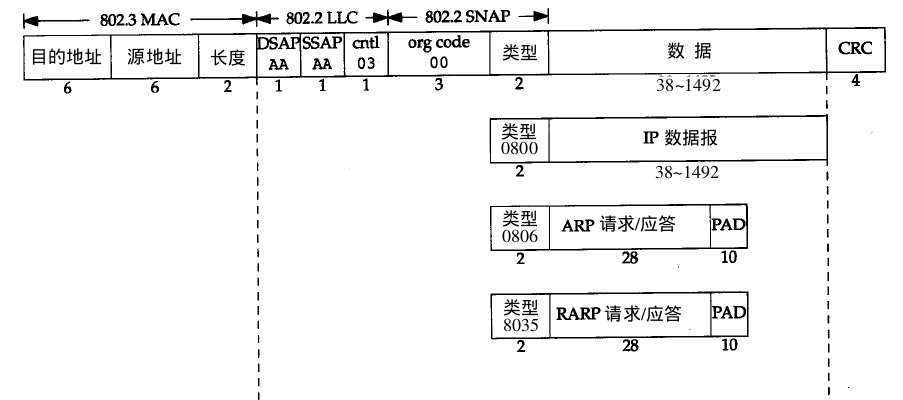 802.3 MAC 802.2 LLC 802.2 SNAP
目的地址 源地址 长度 DSAP AA SSAP AA cntl 03 org code 00 类型 数 据 CRC
6 6 2 1 1 1 3 2 38~1492 4
类型 0800 IP 数据报
2 38~1492
类型 0806 ARP 请求/应答 PAD
2 28 10
类型 8035 RARP 请求/应答 PAD
2 28 10